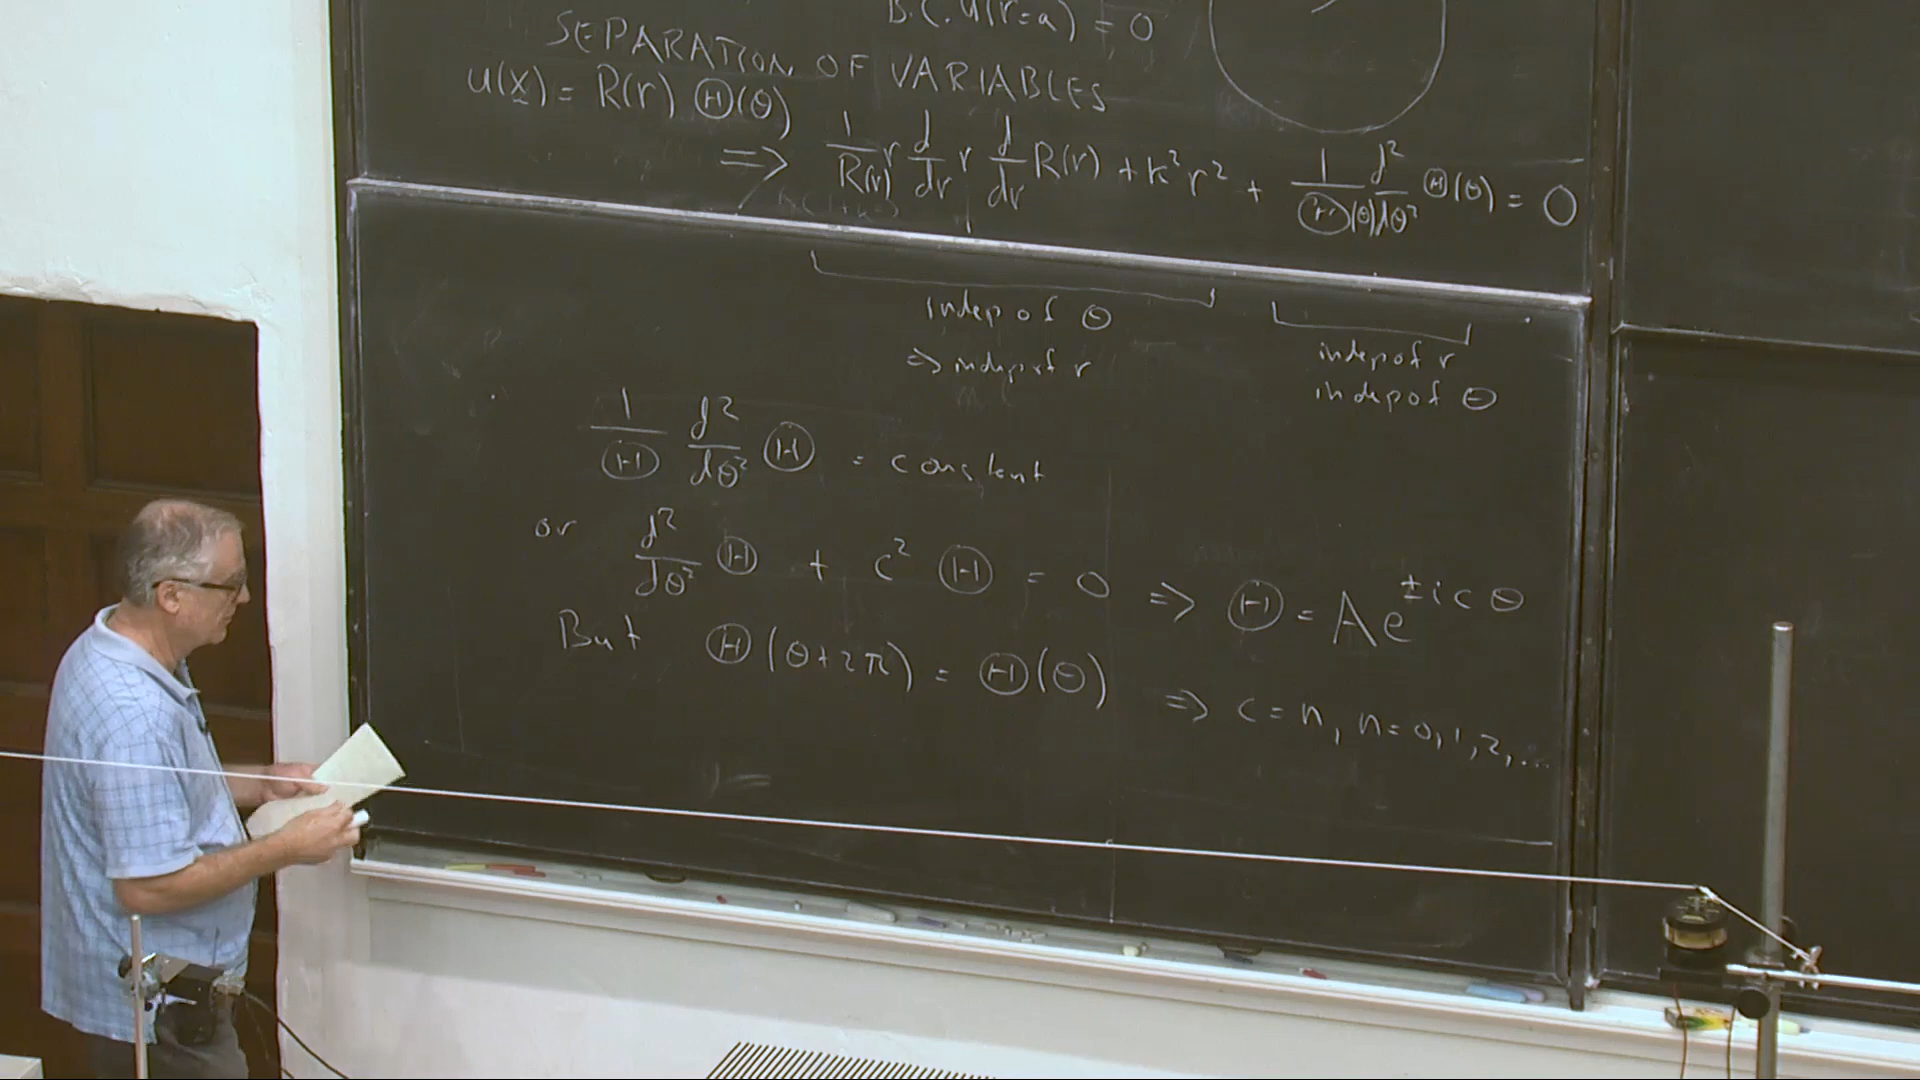 B.C. u(r=a) = 0
SEPARATION OF VARIABLES
u(x) = R(r) Θ(θ)
⇒ 1/R(r) r d/dr r d/dr R(r) + k²r² + 1/Θ(θ) d²/dθ² Θ(θ) = 0
indep of θ
⇒ indep of r
indep of r
indep of θ
1/Θ d²/dθ² Θ = constant
or d²/dθ² Θ + c² Θ = 0 ⇒ Θ = A e^{±icθ}
But Θ(θ+2π) = Θ(θ) ⇒ c = n, n = 0, 1, 2, ...